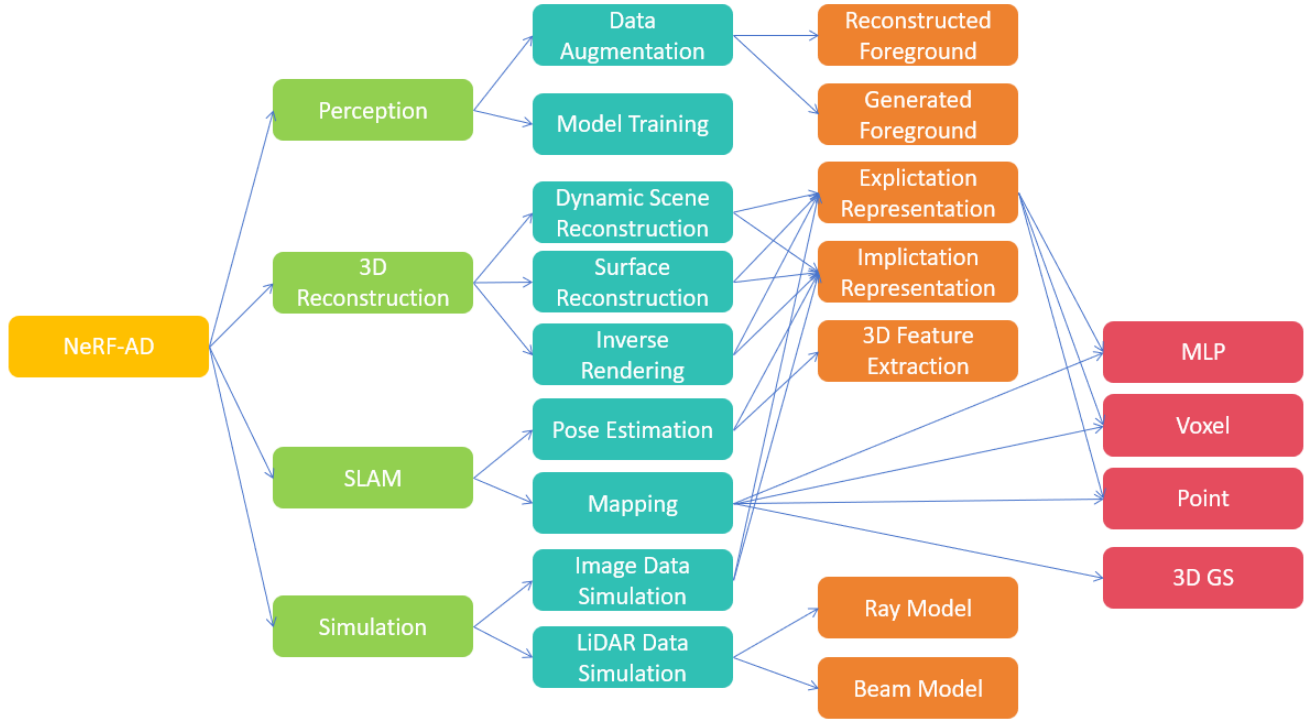 NeRF-AD
Perception
3D
Reconstruction
SLAM
Simulation
Data
Augmentation
Model Training
Dynamic Scene
Reconstruction
Surface
Reconstruction
Inverse
Rendering
Pose Estimation
Mapping
Image Data
Simulation
LiDAR Data
Simulation
Reconstructed
Foreground
Generated
Foreground
Explictation
Representation
Implictation
Representation
3D Feature
Extraction
Ray Model
Beam Model
MLP
Voxel
Point
3D GS